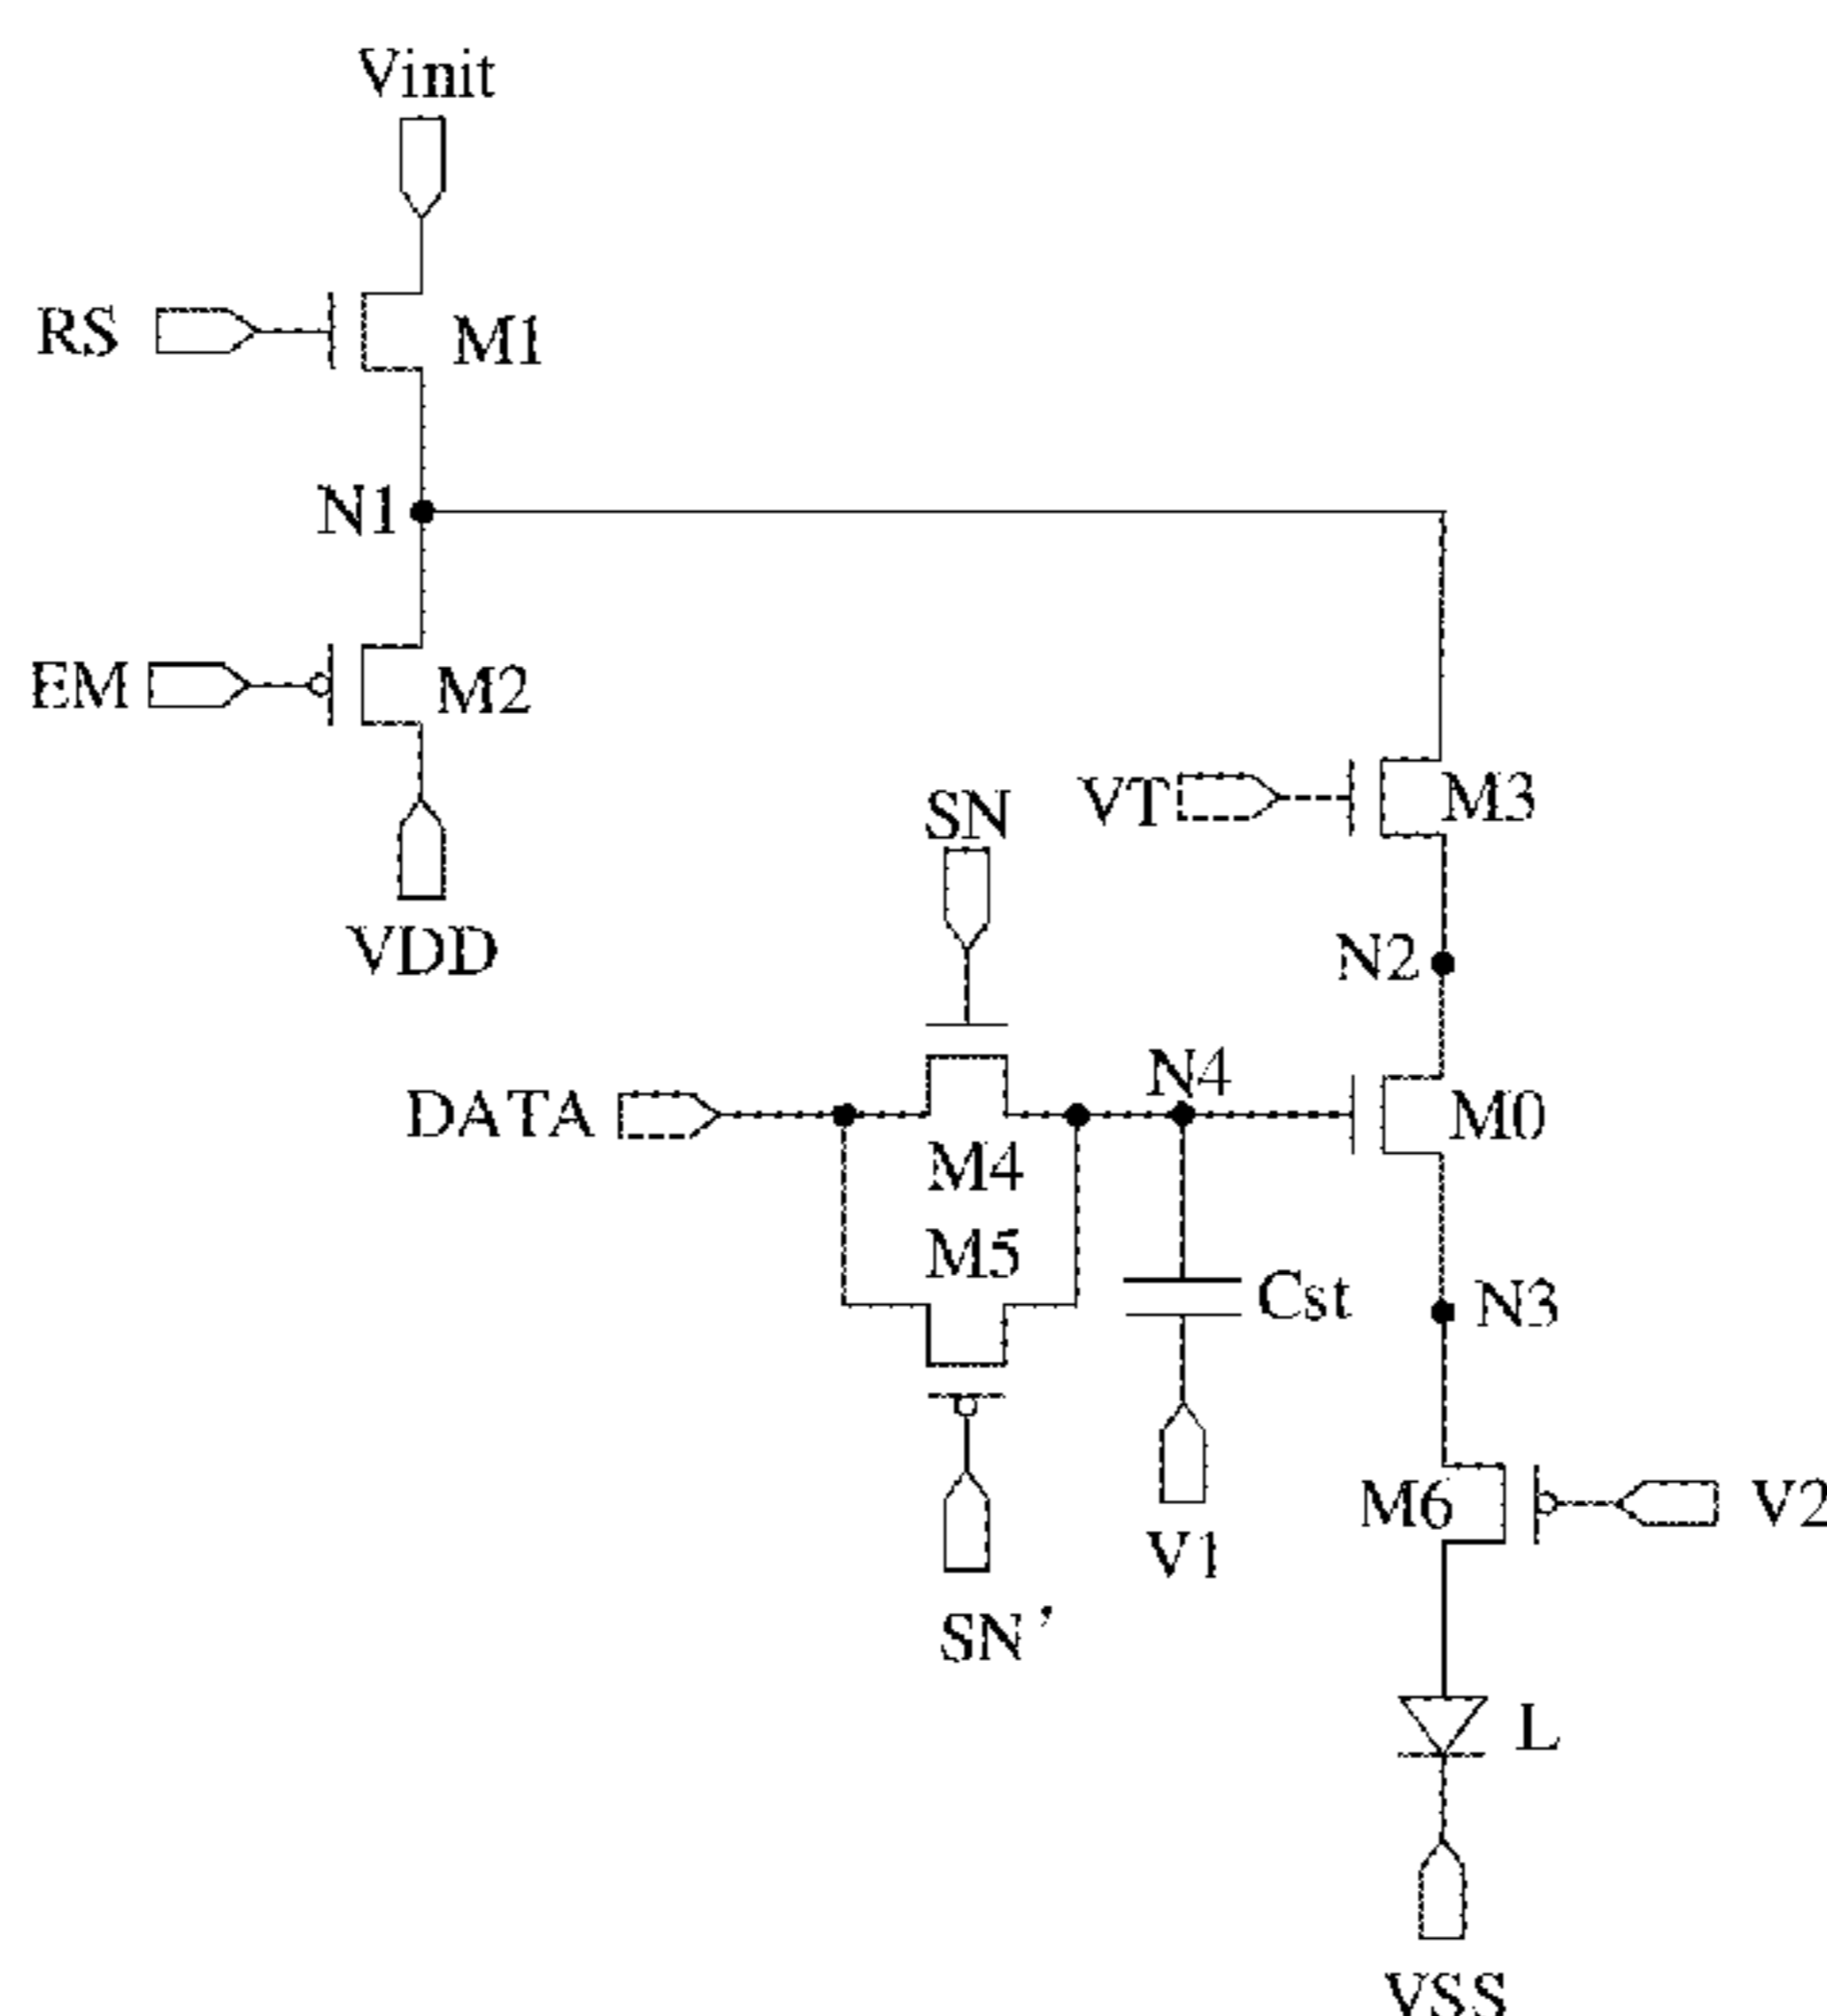 Vinit
RS
M1
N1
EM
M2
VDD
SN
VT
M3
N2
DATA
N4
M0
M4
M5
Cst
N3
M6
V2
V1
SN’
L
VSS